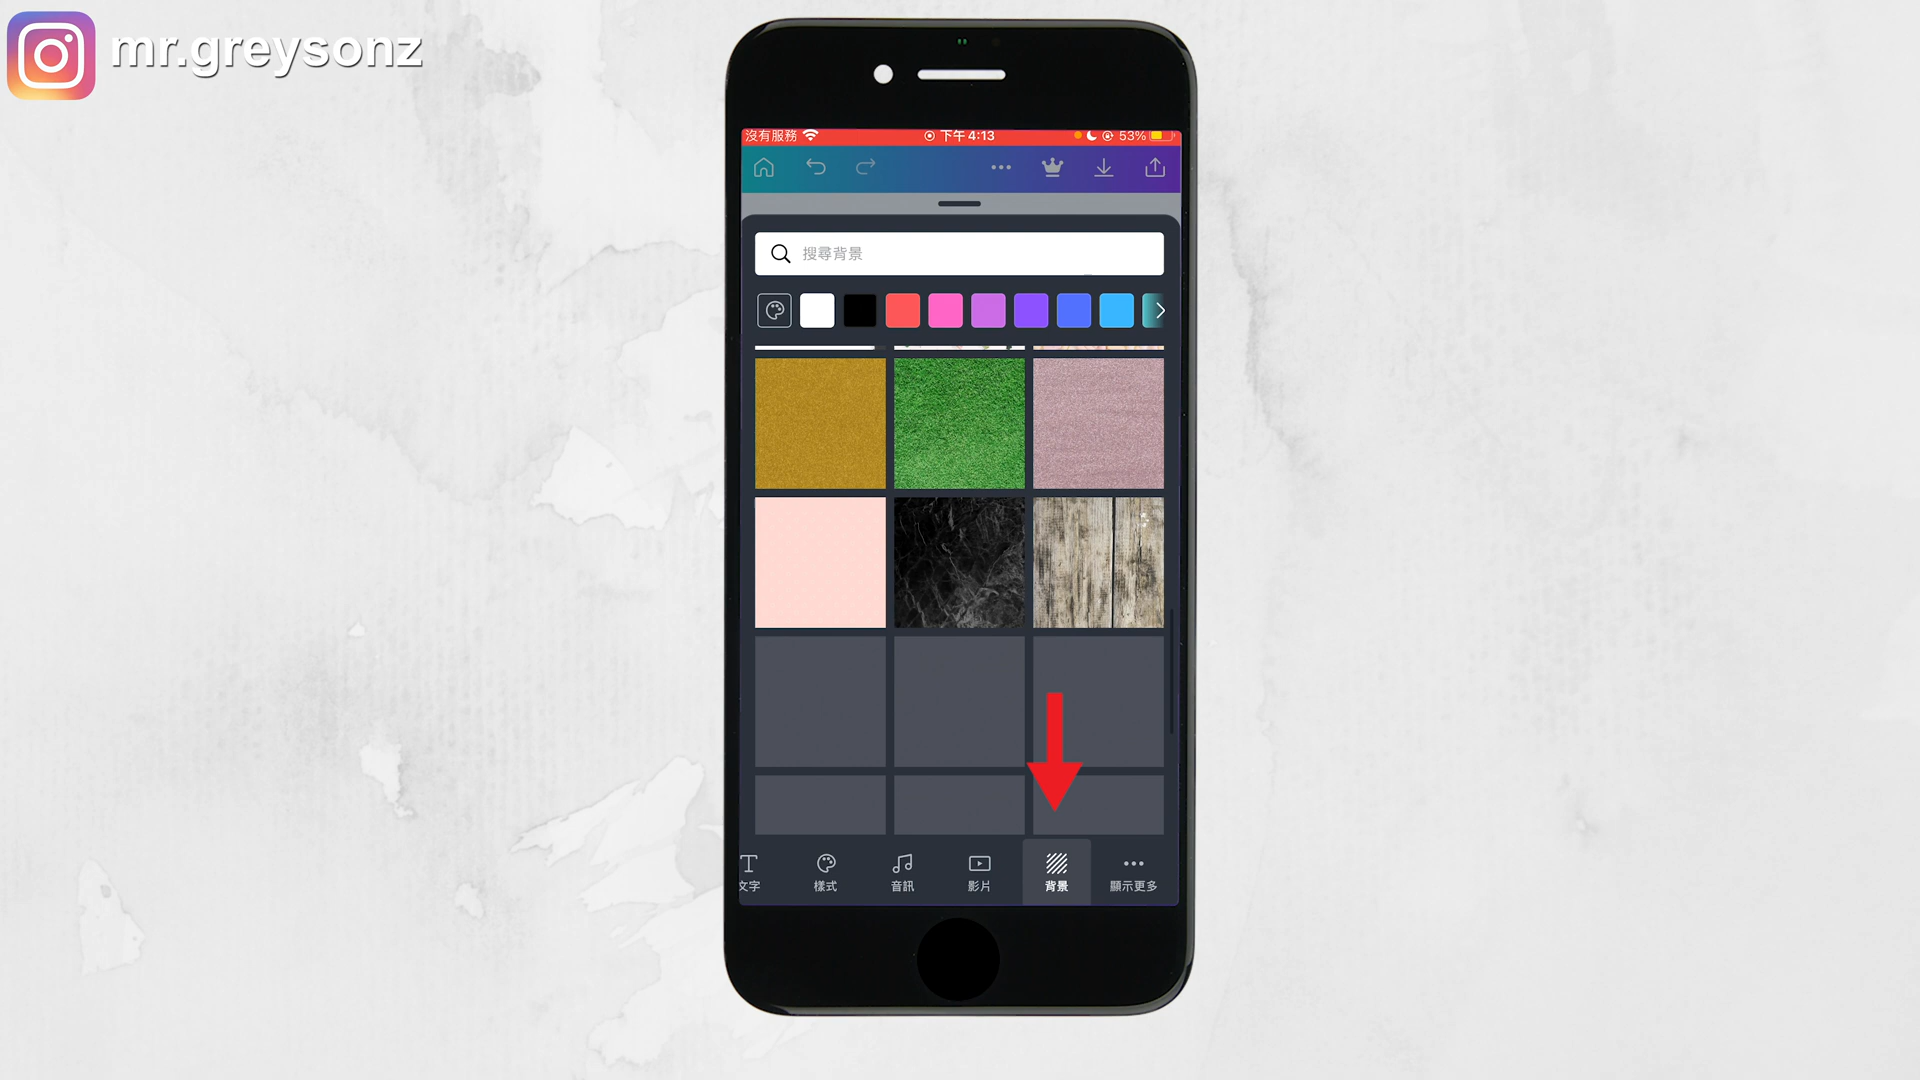 mr.greysonz
沒有服務 下午4:13 53%
搜尋背景
文字 樣式 音訊 影片 背景 顯示更多